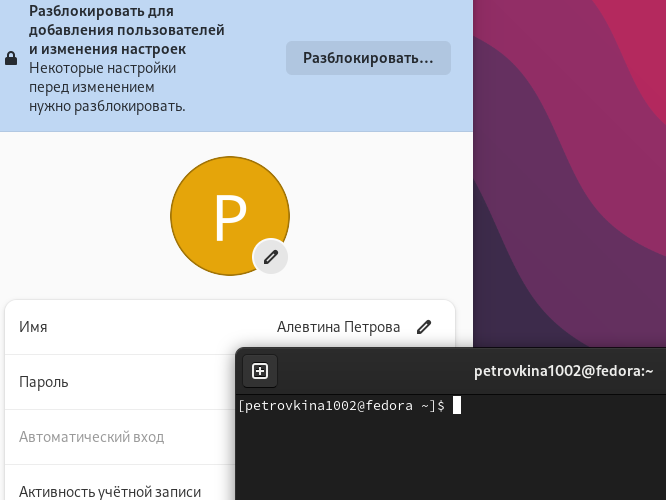 Разблокировать для
добавления пользователей
и изменения настроек
Некоторые настройки
перед изменением
нужно разблокировать.
Разблокировать…
P
Имя
Алевтина Петрова
Пароль
Автоматический вход
Активность учётной записи
petrovkina1002@fedora:~
[petrovkina1002@fedora ~]$